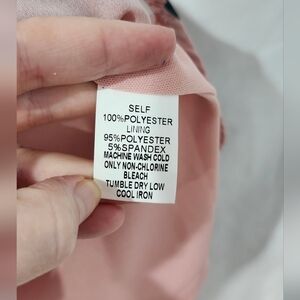 SELF
100%POLYESTER
LINING
95%POLYESTER
5%SPANDEX
MACHINE WASH COLD
ONLY NON-CHLORINE
BLEACH
TUMBLE DRY LOW
COOL IRON